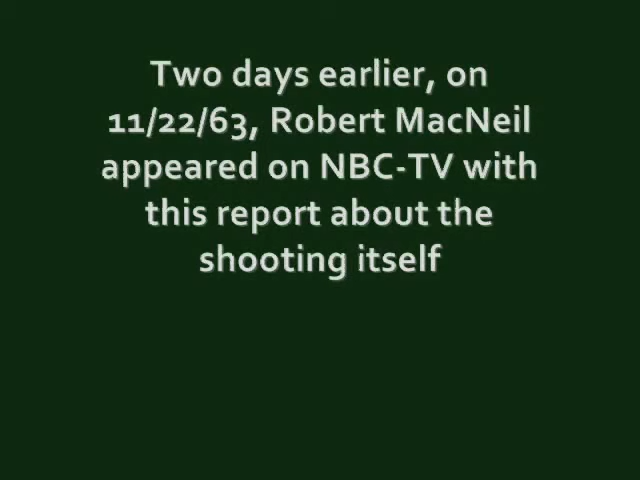 Two days earlier, on
11/22/63, Robert MacNeil
appeared on NBC-TV with
this report about the
shooting itself